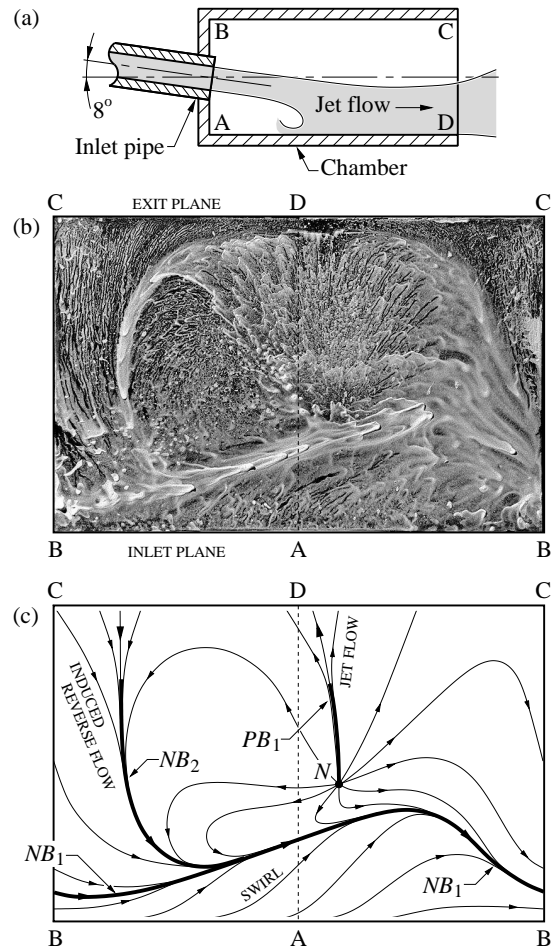 (a)
B C
8°
Jet flow
A D
Inlet pipe
Chamber
C EXIT PLANE D C
(b)
B INLET PLANE A B
(c) C D C
INDUCED
REVERSE FLOW
JET FLOW
PB1
NB2
N
NB1
SWIRL
NB1
B A B